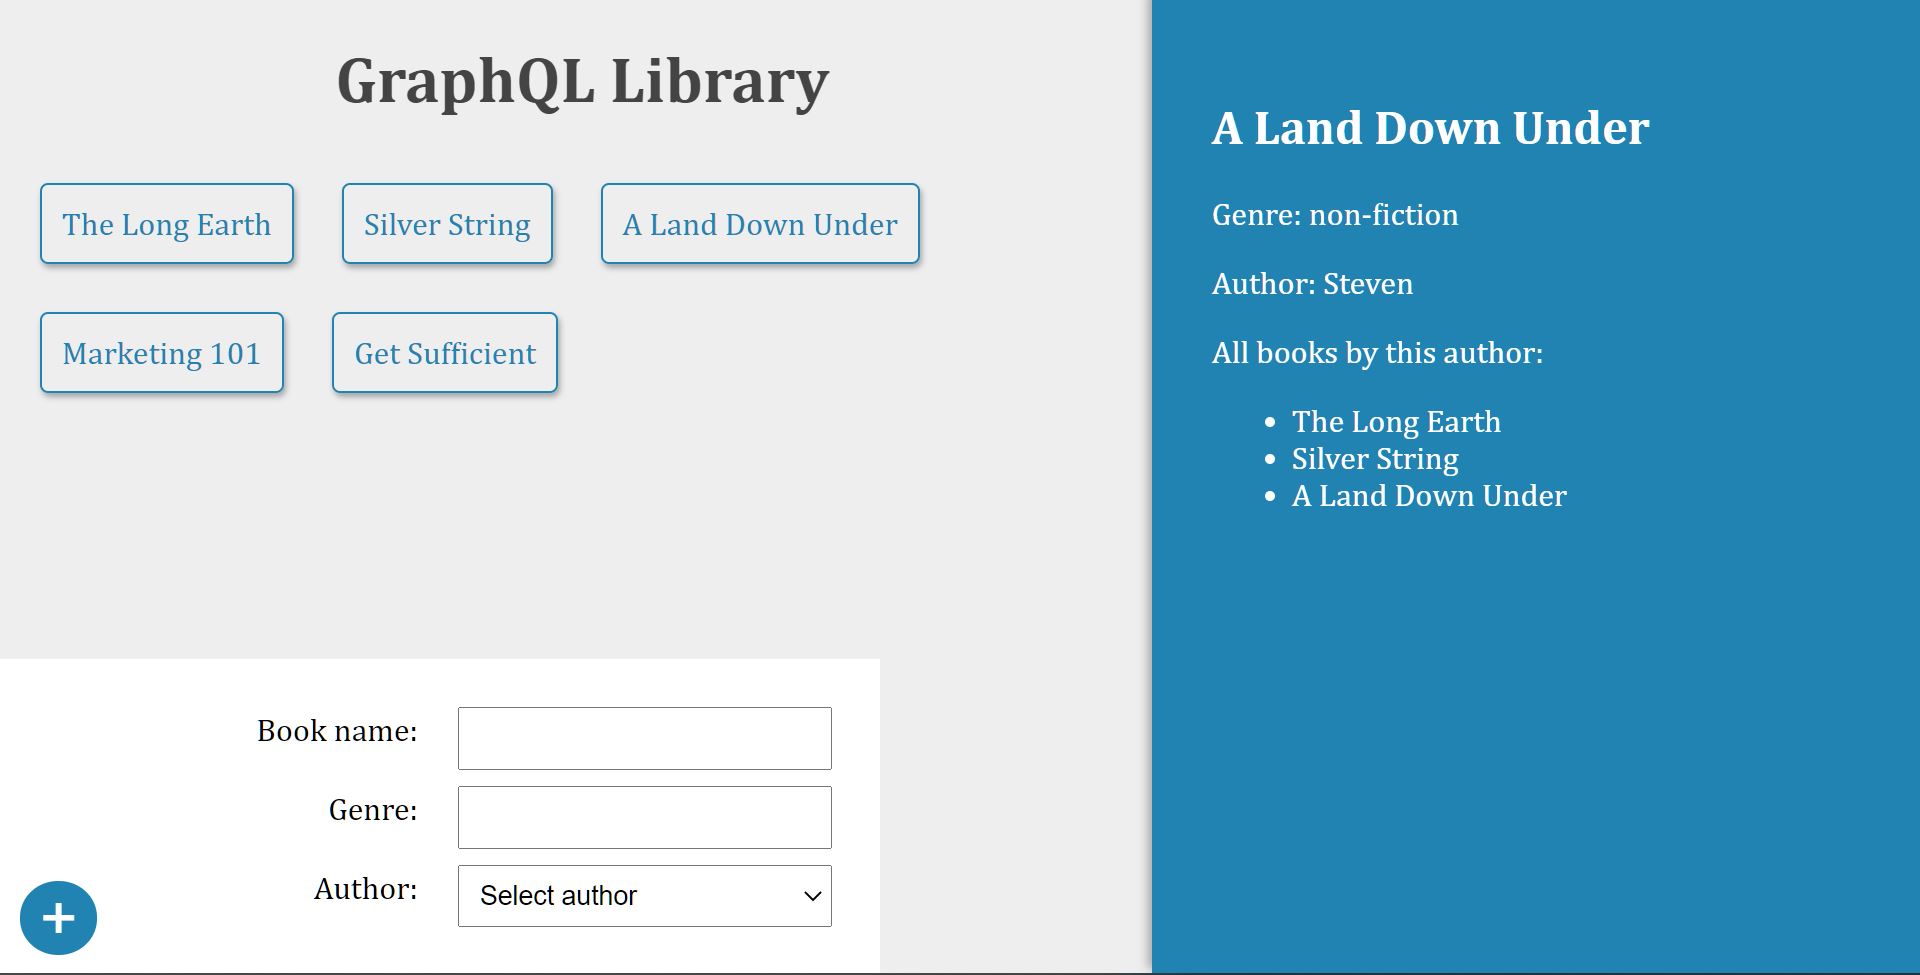 GraphQL Library
The Long Earth
Silver String
A Land Down Under
Marketing 101
Get Sufficient
Book name:
Genre:
Author:
Select author
+
A Land Down Under
Genre: non-fiction
Author: Steven
All books by this author:
• The Long Earth
• Silver String
• A Land Down Under